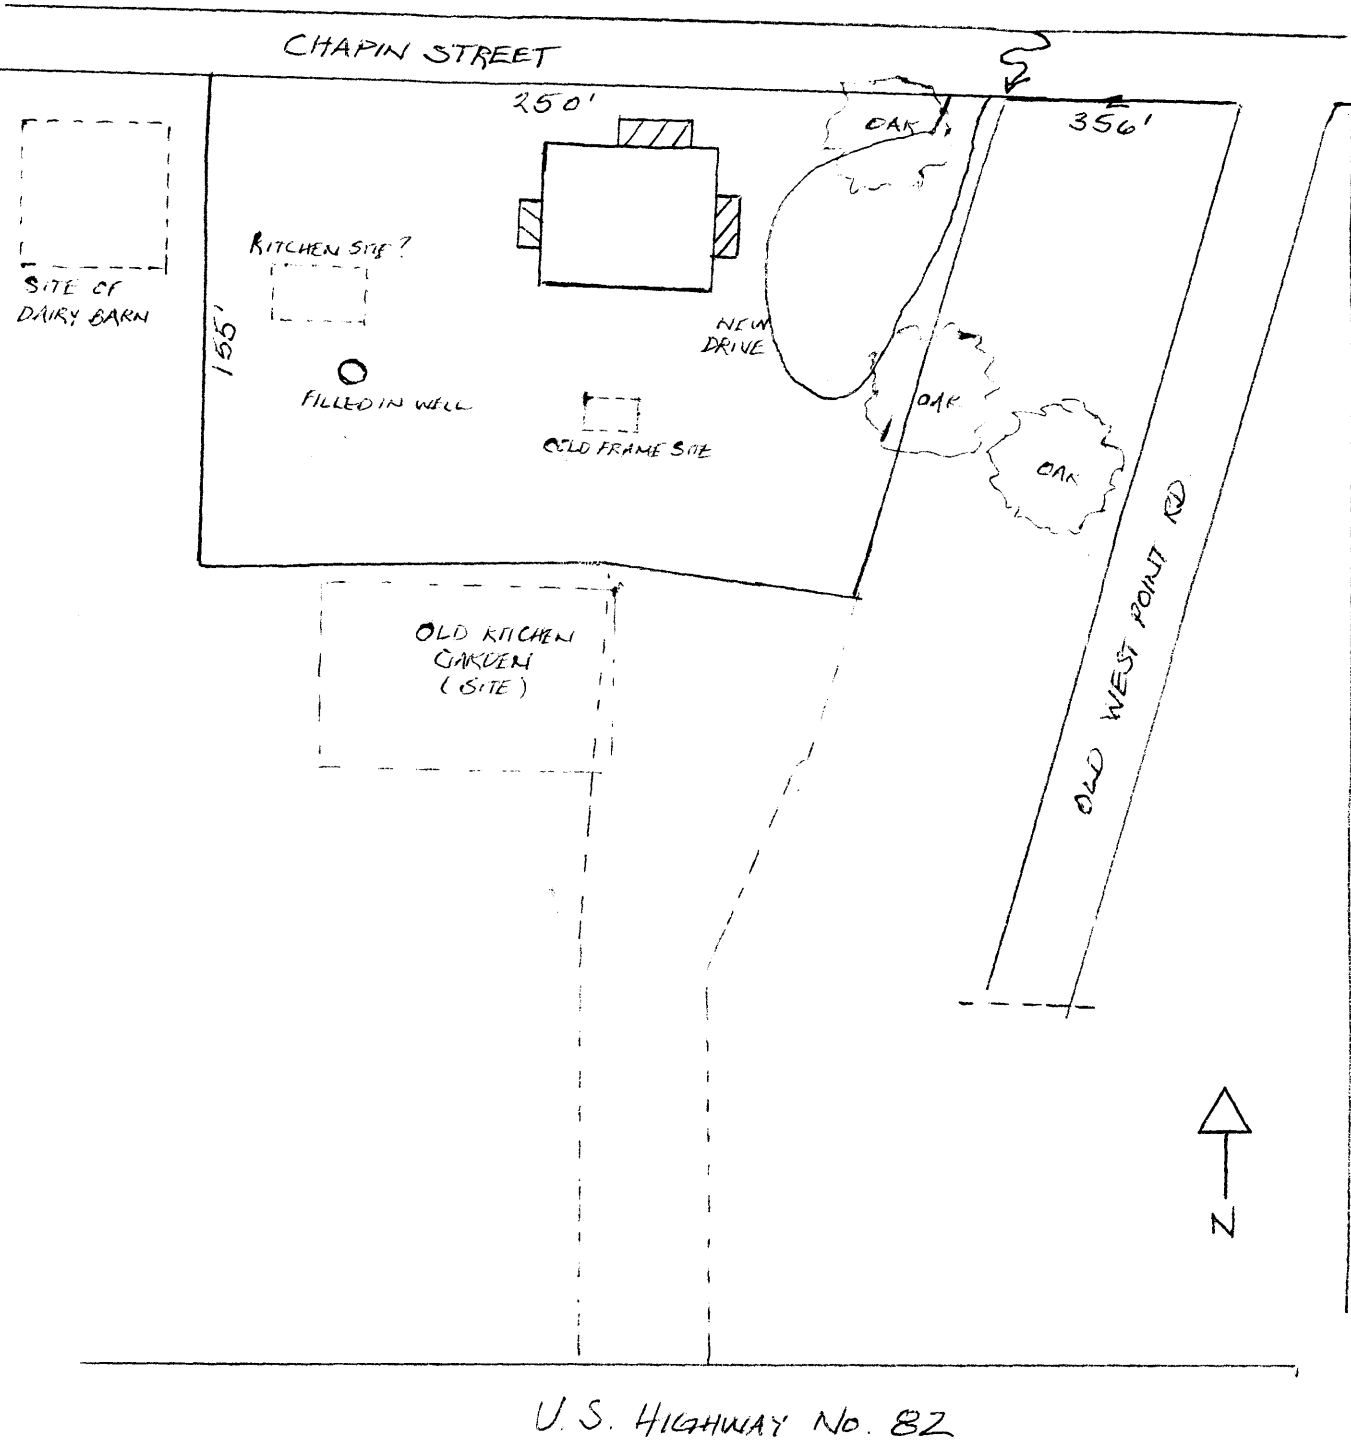 CHAPIN STREET
250'
OAK
356'
KITCHEN SITE?
SITE OF
DAIRY BARN
155'
NEW
DRIVE
FILLED IN WELL
OAK
COLD FRAME SITE
OAK
OLD WEST POINT RD
OLD KITCHEN
GARDEN
(SITE)
N
U.S. HIGHWAY NO. 82